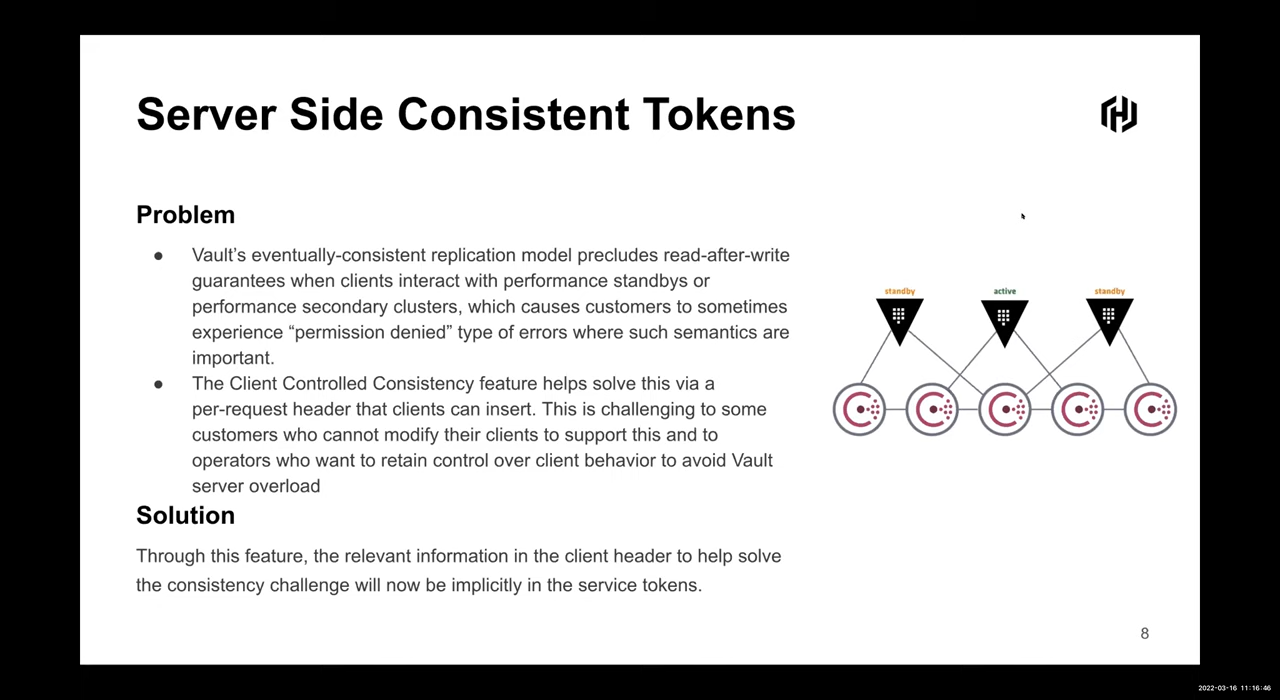 Server Side Consistent Tokens
Problem
● Vault’s eventually-consistent replication model precludes read-after-write
guarantees when clients interact with performance standbys or
performance secondary clusters, which causes customers to sometimes
experience “permission denied” type of errors where such semantics are
important.
● The Client Controlled Consistency feature helps solve this via a
per-request header that clients can insert. This is challenging to some
customers who cannot modify their clients to support this and to
operators who want to retain control over client behavior to avoid Vault
server overload
Solution
Through this feature, the relevant information in the client header to help solve
the consistency challenge will now be implicitly in the service tokens.
standby active standby
8
2022-03-16 11:16:46